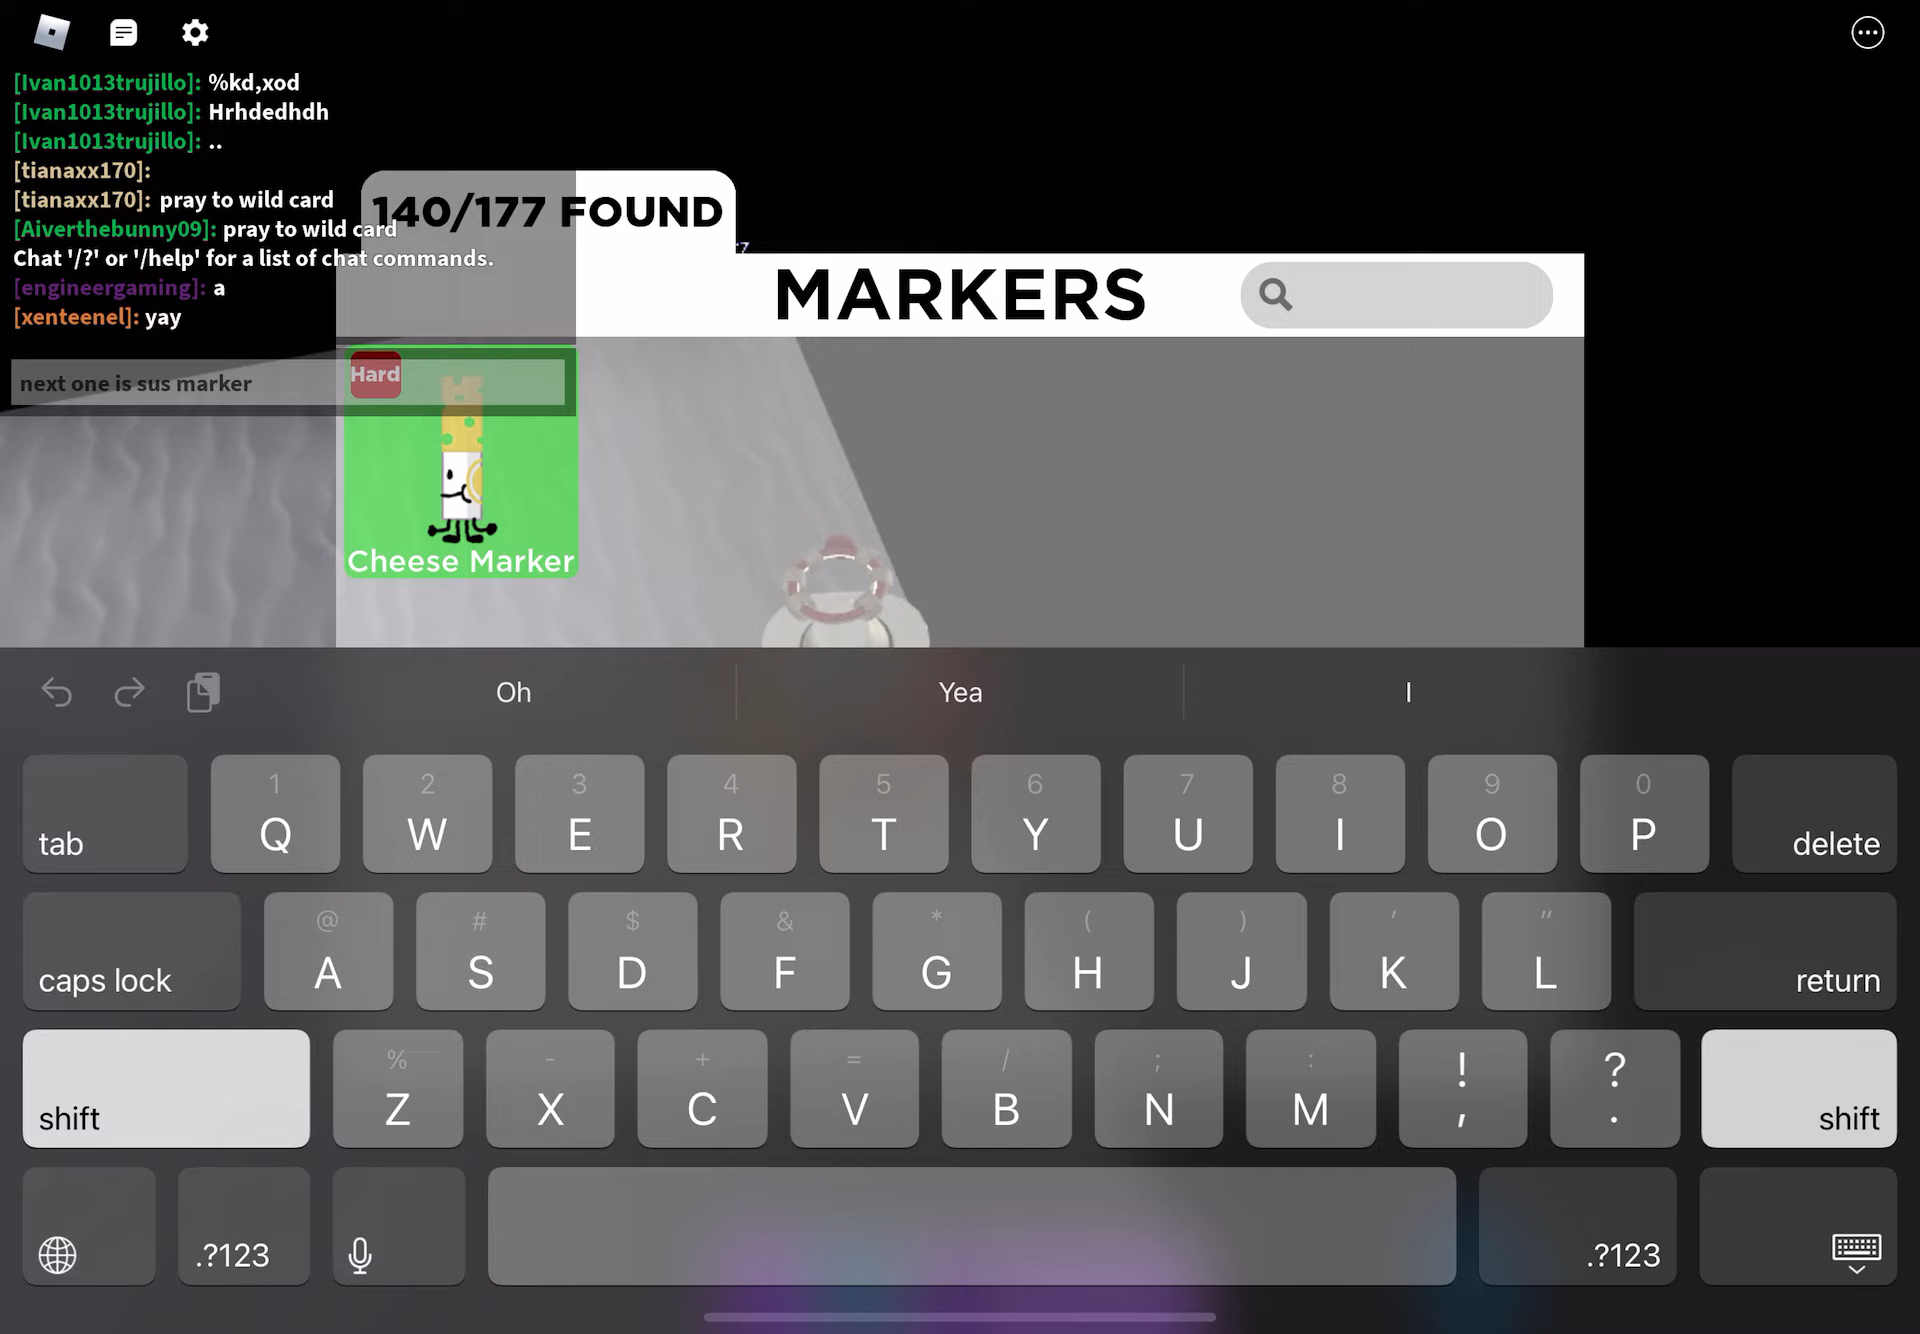 [Ivan1013trujillo]: %kd,xod
[Ivan1013trujillo]: Hrhdedhdh
[Ivan1013trujillo]: ..
[tianaxx170]:
[tianaxx170]: pray to wild card
[Aiverthebunny09]: pray to wild card
Chat '/?' or '/help' for a list of chat commands.
[engineergaming]: a
[xenteenel]: yay
next one is sus marker
140/177 FOUND
MARKERS
Hard
Cheese Marker
Oh Yea I
1 2 3 4 5 6 7 8 9 0
tab Q W E R T Y U I O P delete
@ # $ & * ( ) ' "
caps lock A S D F G H J K L return
% - + = / ; : ! ?
shift Z X C V B N M , . shift
.?123 .?123